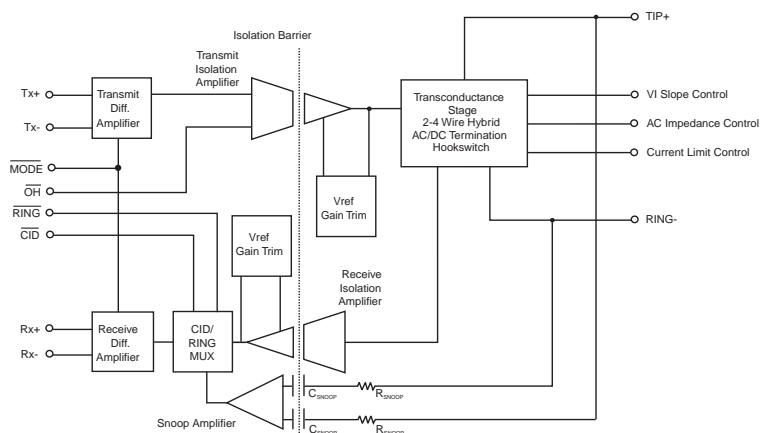 TIP+
Isolation Barrier
Transmit
Isolation
Amplifier
Tx+
Tx-
Transmit
Diff.
Amplifier
Transconductance
Stage
2-4 Wire Hybrid
AC/DC Termination
Hookswitch
VI Slope Control
AC Impedance Control
Current Limit Control
MODE
OH
RING
CID
Vref
Gain Trim
RING-
Vref
Gain Trim
Receive
Isolation
Amplifier
Rx+
Rx-
Receive
Diff.
Amplifier
CID/
RING
MUX
CSNOOP
RSNOOP
Snoop Amplifier
CSNOOP
RSNOOP